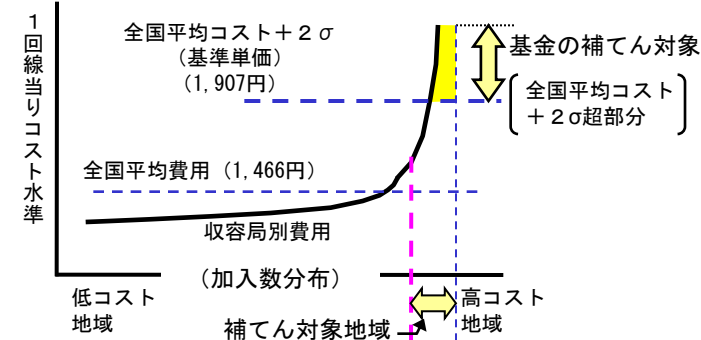 1回線当りコスト水準
全国平均コスト＋２σ
（基準単価）
（1,907円）
基金の補てん対象
全国平均コスト
＋２σ超部分
全国平均費用（1,466円）
収容局別費用
（加入数分布）
低コスト
地域
高コスト
地域
補てん対象地域